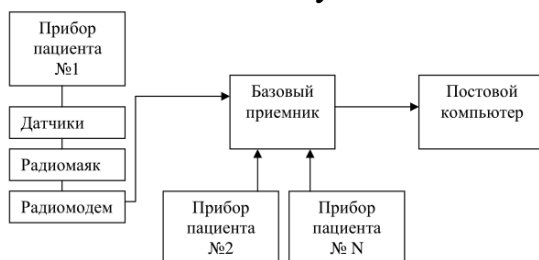 Прибор
пациента
№1
Датчики
Радиомаяк
Радиомодем
Базовый
приемник
Постовой
компьютер
Прибор
пациента
№2
Прибор
пациента
№ N